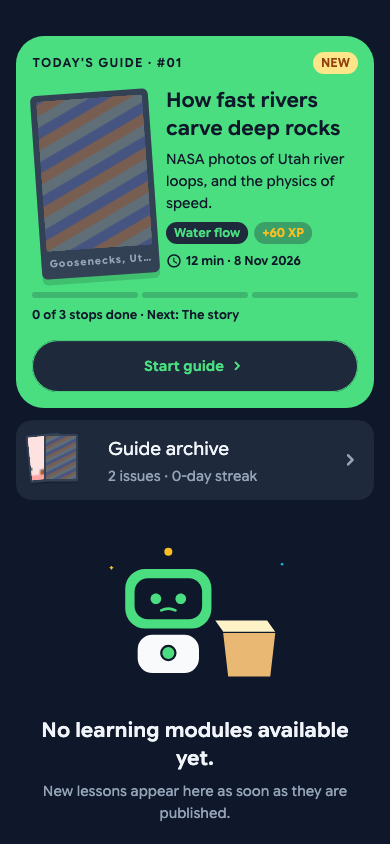 TODAY'S GUIDE · #01
NEW
How fast rivers
carve deep rocks
NASA photos of Utah river
loops, and the physics of
speed.
Water flow
+60 XP
Goosenecks, Ut…
12 min · 8 Nov 2026
0 of 3 stops done · Next: The story
Start guide
Guide archive
2 issues · 0-day streak
No learning modules available
yet.
New lessons appear here as soon as they are
published.